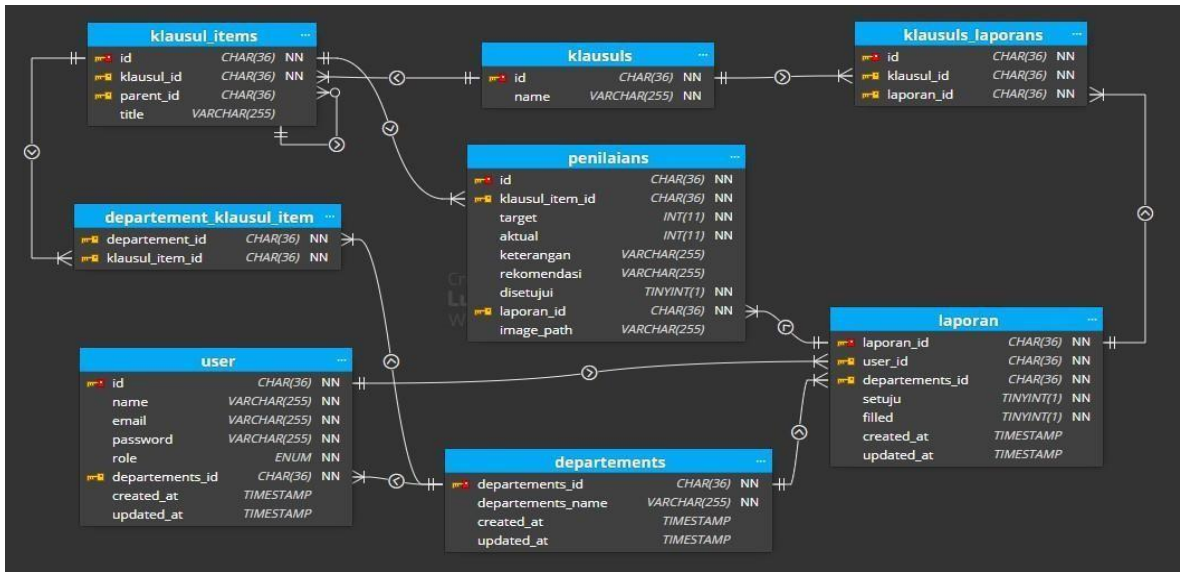 klausul_items ...
id CHAR(36) NN
klausul_id CHAR(36) NN
parent_id CHAR(36)
title VARCHAR(255)
klausuls ...
id CHAR(36) NN
name VARCHAR(255) NN
klausuls_laporans ...
id CHAR(36) NN
klausul_id CHAR(36) NN
laporan_id CHAR(36) NN
penilaians ...
id CHAR(36) NN
klausul_item_id CHAR(36) NN
target INT(11) NN
aktual INT(11) NN
keterangan VARCHAR(255)
rekomendasi VARCHAR(255)
disetujui TINYINT(1) NN
laporan_id CHAR(36) NN
image_path VARCHAR(255)
departement_klausul_item ...
departement_id CHAR(36) NN
klausul_item_id CHAR(36) NN
laporan ...
laporan_id CHAR(36) NN
user_id CHAR(36) NN
departements_id CHAR(36) NN
setuju TINYINT(1) NN
filled TINYINT(1) NN
created_at TIMESTAMP
updated_at TIMESTAMP
user ...
id CHAR(36) NN
name VARCHAR(255) NN
email VARCHAR(255) NN
password VARCHAR(255) NN
role ENUM NN
departements_id CHAR(36) NN
created_at TIMESTAMP
updated_at TIMESTAMP
departements ...
departements_id CHAR(36) NN
departements_name VARCHAR(255) NN
created_at TIMESTAMP
updated_at TIMESTAMP